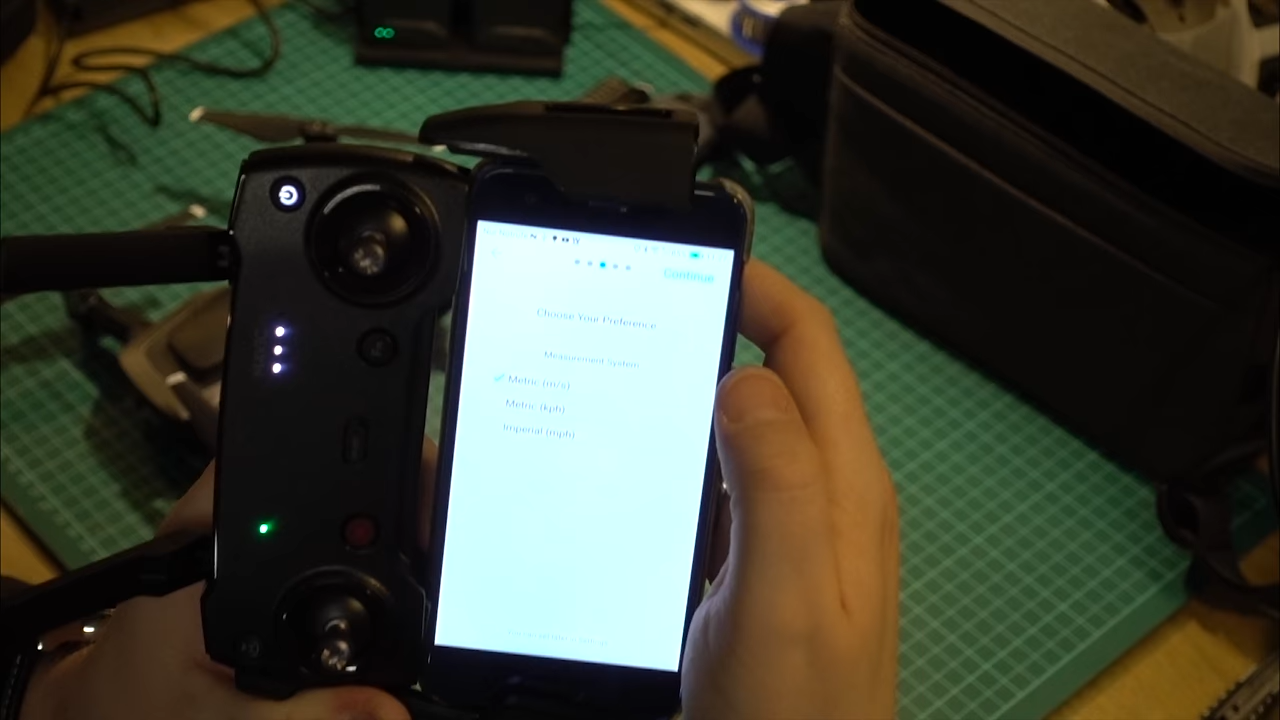 Continue
Choose Your Preference
Measurement System
Metric (m/s)
Metric (kph)
Imperial (mph)